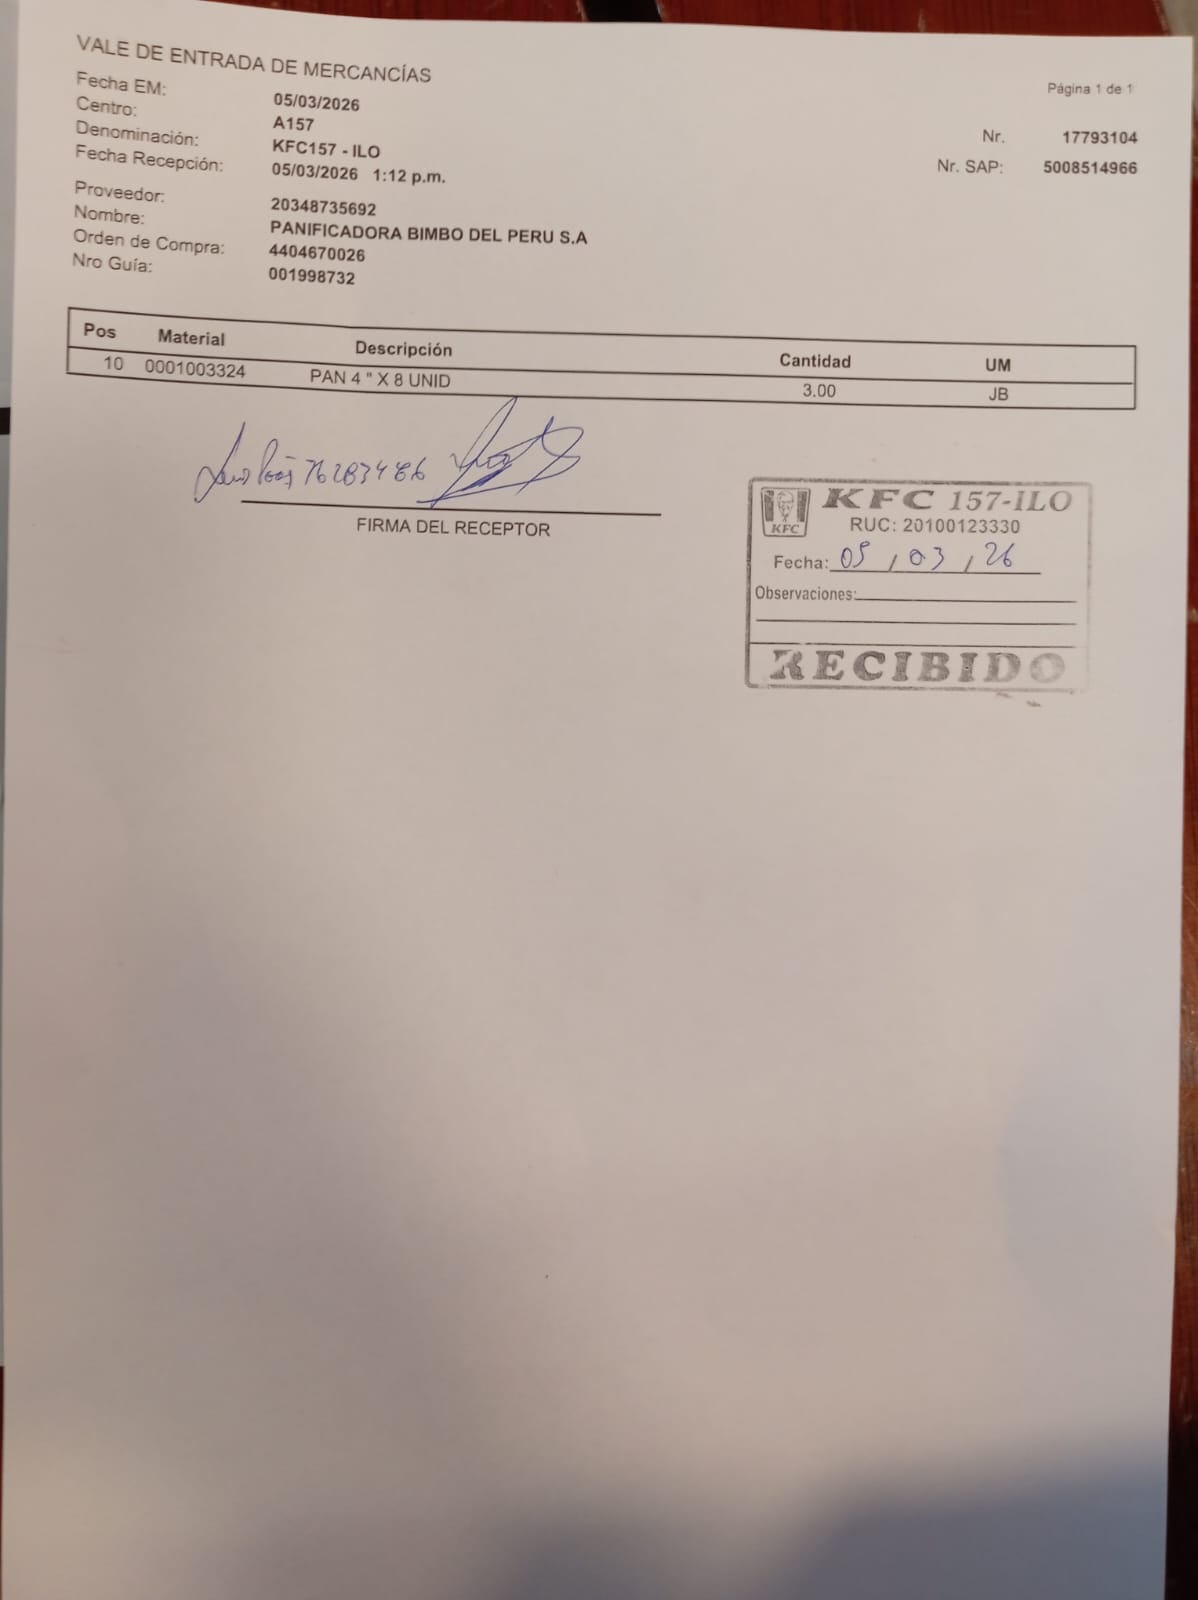 VALE DE ENTRADA DE MERCANCÍAS
Página 1 de 1
Fecha EM: 05/03/2026
Centro: A157
Nr. 17793104
Denominación: KFC157 - ILO
Nr. SAP: 5008514966
Fecha Recepción: 05/03/2026 1:12 p.m.
Proveedor: 20348735692
Nombre: PANIFICADORA BIMBO DEL PERU S.A
Orden de Compra: 4404670026
Nro Guía: 001998732
Pos Material Descripción Cantidad UM
10 0001003324 PAN 4 " X 8 UNID 3.00 JB
FIRMA DEL RECEPTOR
KFC
KFC 157-ILO
RUC: 20100123330
Fecha: 05 / 03 / 26
Observaciones:
RECIBIDO